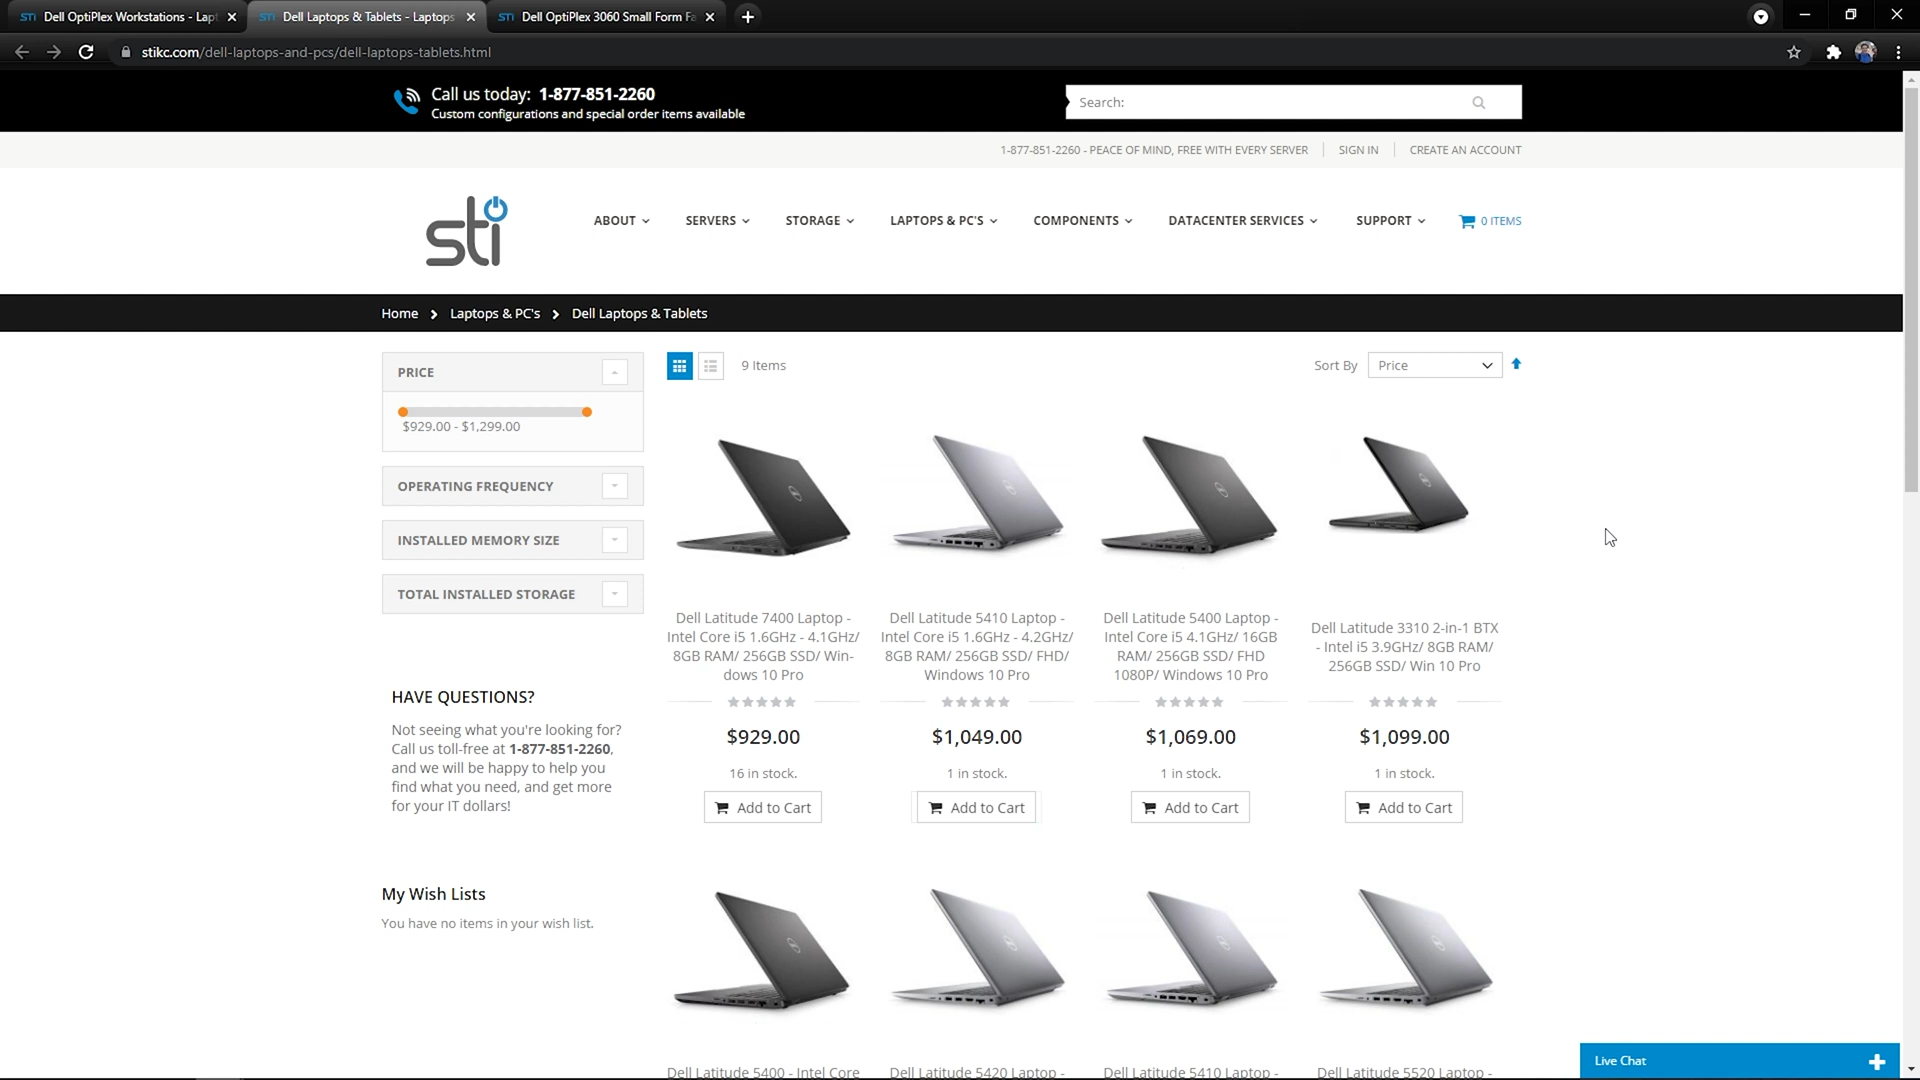 Dell OptiPlex Workstations - Lapt
Dell Laptops & Tablets - Laptops
Dell OptiPlex 3060 Small Form Fa
stikc.com/dell-laptops-and-pcs/dell-laptops-tablets.html
Call us today: 1-877-851-2260
Custom configurations and special order items available
Search:
1-877-851-2260 - PEACE OF MIND, FREE WITH EVERY SERVER
SIGN IN
CREATE AN ACCOUNT
sti
ABOUT
SERVERS
STORAGE
LAPTOPS & PC'S
COMPONENTS
DATACENTER SERVICES
SUPPORT
0 ITEMS
Home
Laptops & PC's
Dell Laptops & Tablets
PRICE
$929.00 - $1,299.00
OPERATING FREQUENCY
INSTALLED MEMORY SIZE
TOTAL INSTALLED STORAGE
HAVE QUESTIONS?
Not seeing what you're looking for?
Call us toll-free at 1-877-851-2260,
and we will be happy to help you
find what you need, and get more
for your IT dollars!
My Wish Lists
You have no items in your wish list.
9 Items
Sort By
Price
Dell Latitude 7400 Laptop -
Intel Core i5 1.6GHz - 4.1GHz/
8GB RAM/ 256GB SSD/ Win-
dows 10 Pro
$929.00
16 in stock.
Add to Cart
Dell Latitude 5410 Laptop -
Intel Core i5 1.6GHz - 4.2GHz/
8GB RAM/ 256GB SSD/ FHD/
Windows 10 Pro
$1,049.00
1 in stock.
Add to Cart
Dell Latitude 5400 Laptop -
Intel Core i5 4.1GHz/ 16GB
RAM/ 256GB SSD/ FHD
1080P/ Windows 10 Pro
$1,069.00
1 in stock.
Add to Cart
Dell Latitude 3310 2-in-1 BTX
- Intel i5 3.9GHz/ 8GB RAM/
256GB SSD/ Win 10 Pro
$1,099.00
1 in stock.
Add to Cart
Dell Latitude 5400 - Intel Core
Dell Latitude 5420 Laptop -
Dell Latitude 5410 Laptop -
Dell Latitude 5520 Laptop -
Live Chat